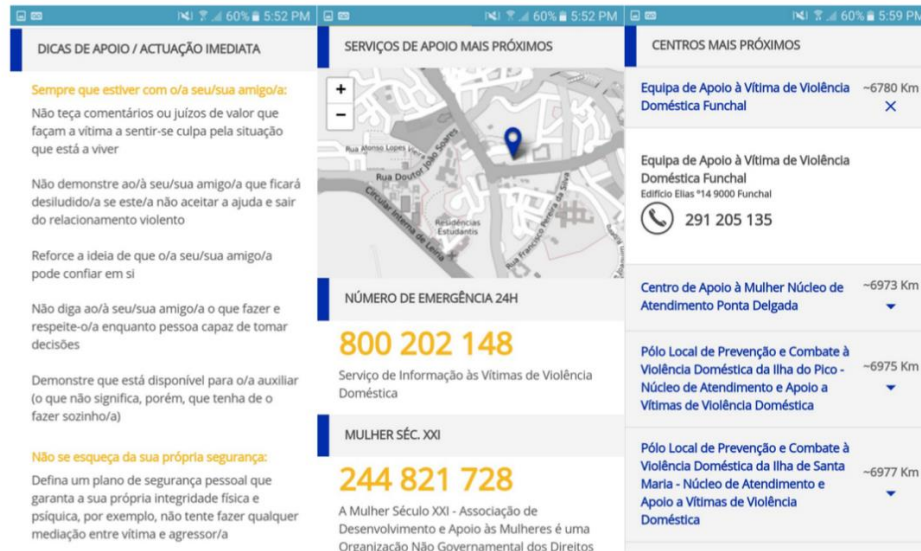 60% 5:52 PM
DICAS DE APOIO / ACTUAÇÃO IMEDIATA
Sempre que estiver com o/a seu/sua amigo/a:
Não teça comentários ou juízos de valor que
façam a vítima a sentir-se culpa pela situação
que está a viver
Não demonstre ao/à seu/sua amigo/a que ficará
desiludido/a se este/a não aceitar a ajuda e sair
do relacionamento violento
Reforce a ideia de que o/a seu/sua amigo/a
pode confiar em si
Não diga ao/à seu/sua amigo/a o que fazer e
respeite-o/a enquanto pessoa capaz de tomar
decisões
Demonstre que está disponível para o/a auxiliar
(o que não significa, porém, que tenha de o
fazer sozinho/a)
Não se esqueça da sua própria segurança:
Defina um plano de segurança pessoal que
garanta a sua própria integridade física e
psíquica, por exemplo, não tente fazer qualquer
mediação entre vítima e agressor/a
60% 5:52 PM
SERVIÇOS DE APOIO MAIS PRÓXIMOS
+
−
Rua Afonso Lopes
Rua Doutor João Soares
Circular Interna de Leiria
Residências
Estudantis
Rua Francisco Pereira da Silva
NÚMERO DE EMERGÊNCIA 24H
800 202 148
Serviço de Informação às Vítimas de Violência
Doméstica
MULHER SÉC. XXI
244 821 728
A Mulher Século XXI - Associação de
Desenvolvimento e Apoio às Mulheres é uma
Organização Não Governamental dos Direitos
60% 5:59 PM
CENTROS MAIS PRÓXIMOS
Equipa de Apoio à Vítima de Violência ~6780 Km
Doméstica Funchal
Equipa de Apoio à Vítima de Violência
Doméstica Funchal
Edifício Elias °14 9000 Funchal
291 205 135
Centro de Apoio à Mulher Núcleo de ~6973 Km
Atendimento Ponta Delgada
Pólo Local de Prevenção e Combate à
Violência Doméstica da Ilha do Pico - ~6975 Km
Núcleo de Atendimento e Apoio a
Vítimas de Violência Doméstica
Pólo Local de Prevenção e Combate à
Violência Doméstica da Ilha de Santa ~6977 Km
Maria - Núcleo de Atendimento e
Apoio a Vítimas de Violência
Doméstica